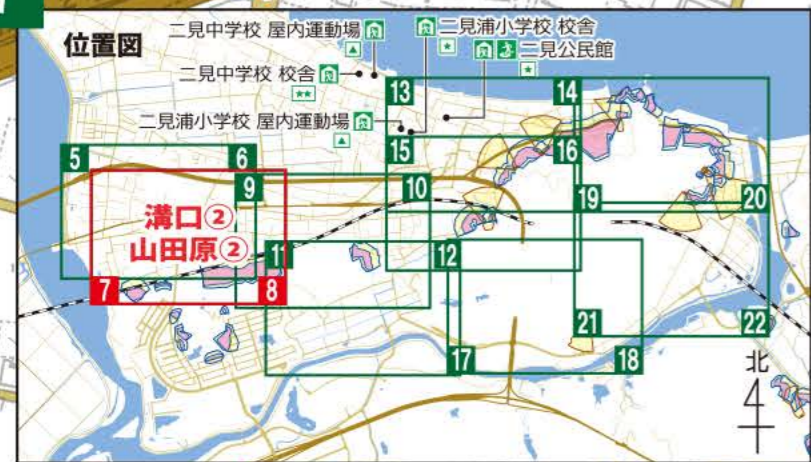 位置図
二見中学校 屋内運動場
▲
二見浦小学校 校舎
★
二見公民館
★
二見中学校 校舎
★★
二見浦小学校 屋内運動場
▲
13
14
15
16
5
6
9
10
19
20
溝口②
山田原②
11
12
7
8
21
22
17
18
北